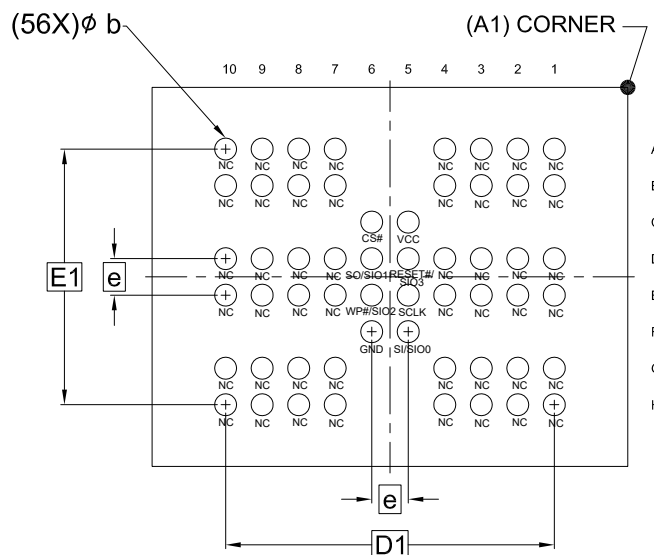 (56X)ϕ b
(A1) CORNER
10 9 8 7 6 5 4 3 2 1
NC NC NC NC NC NC NC NC
NC NC NC NC NC NC NC NC
CS# VCC
NC NC NC NC SO/SIO1 RESET#/SIO3 NC NC NC NC
NC NC NC NC WP#/SIO2 SCLK NC NC NC NC
GND SI/SIO0
NC NC NC NC NC NC NC NC
NC NC NC NC NC NC NC NC
E1
e
e
D1